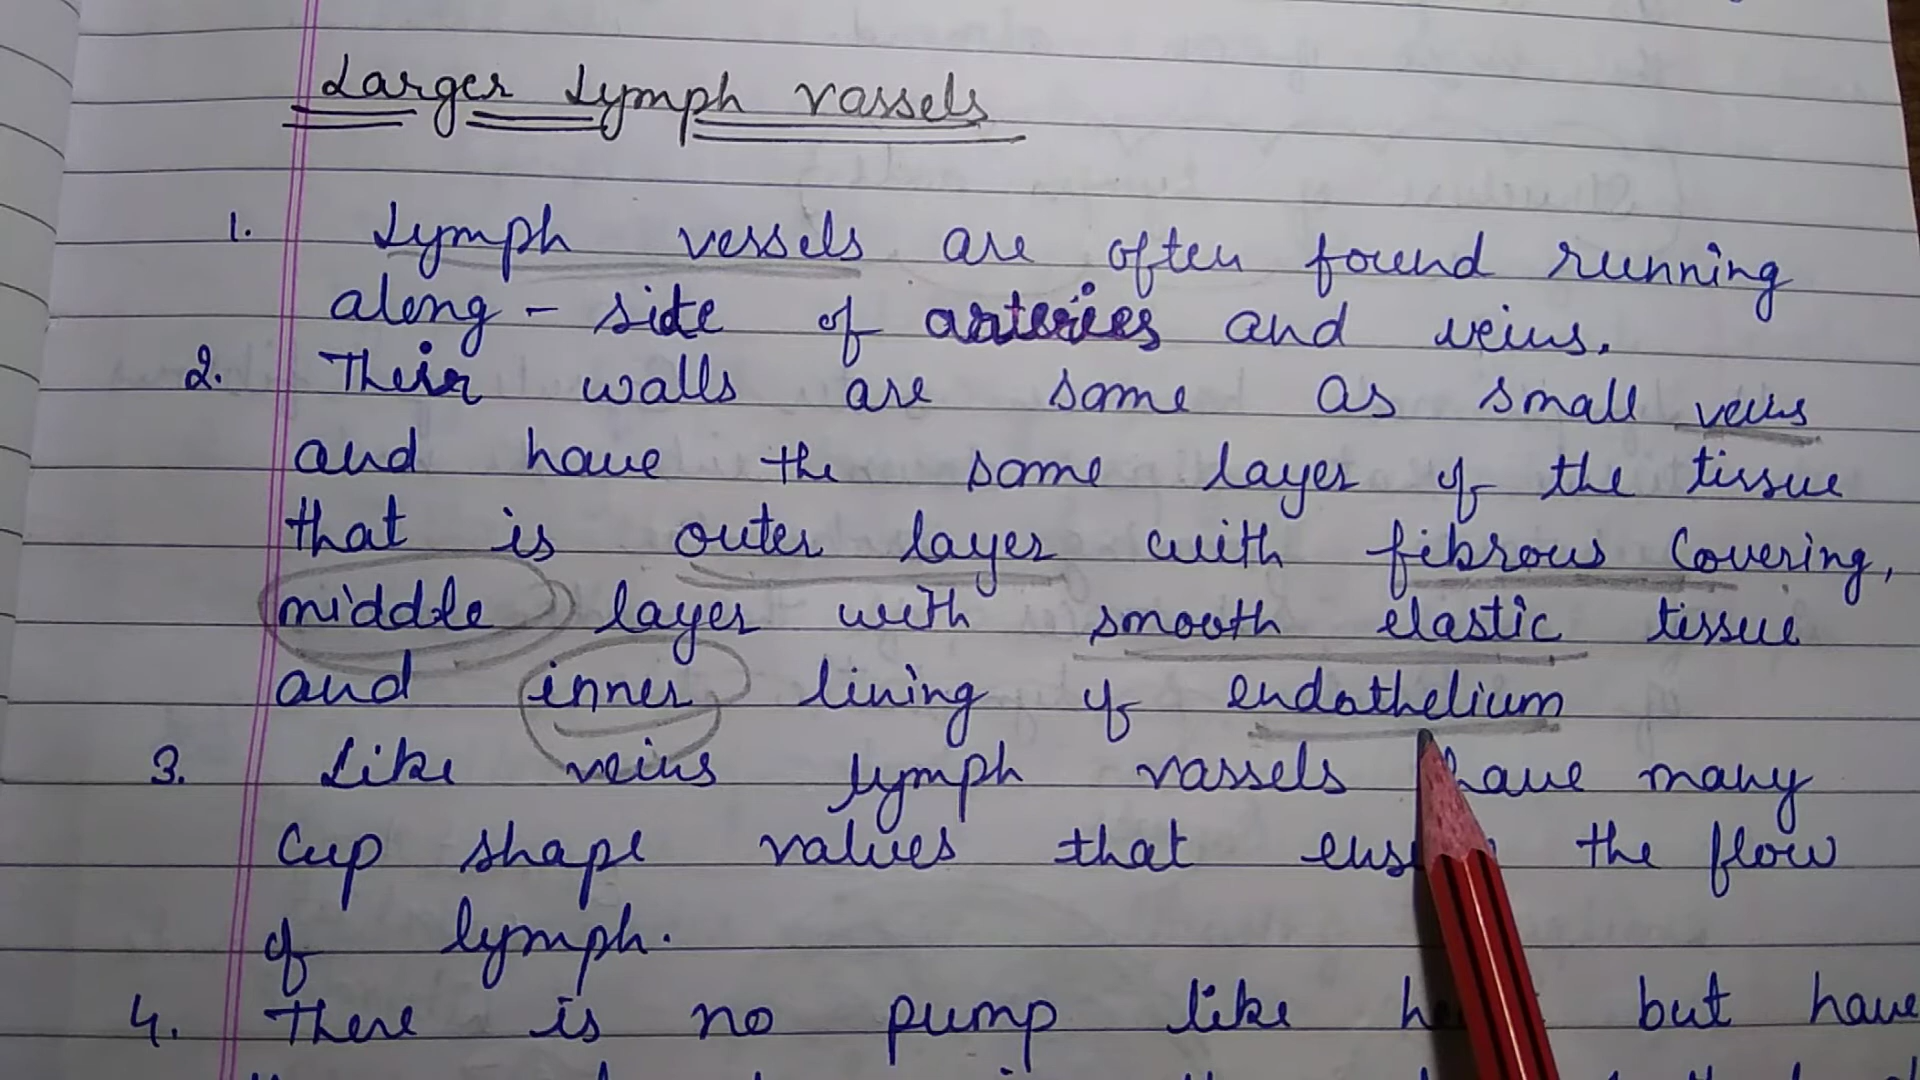 Larger Lymph vassels
1. Lymph vessels are often found running
along - side of arteries and veins.
2. Their walls are same as small veins
and have the same layer of the tissue
that is outer layer with fibrous covering,
middle layer with smooth elastic tissue
and inner lining of endothelium
3. Like veins lymph vassels have many
Cup shape valves that the flow
of lymph.
4. There is no pump like but have